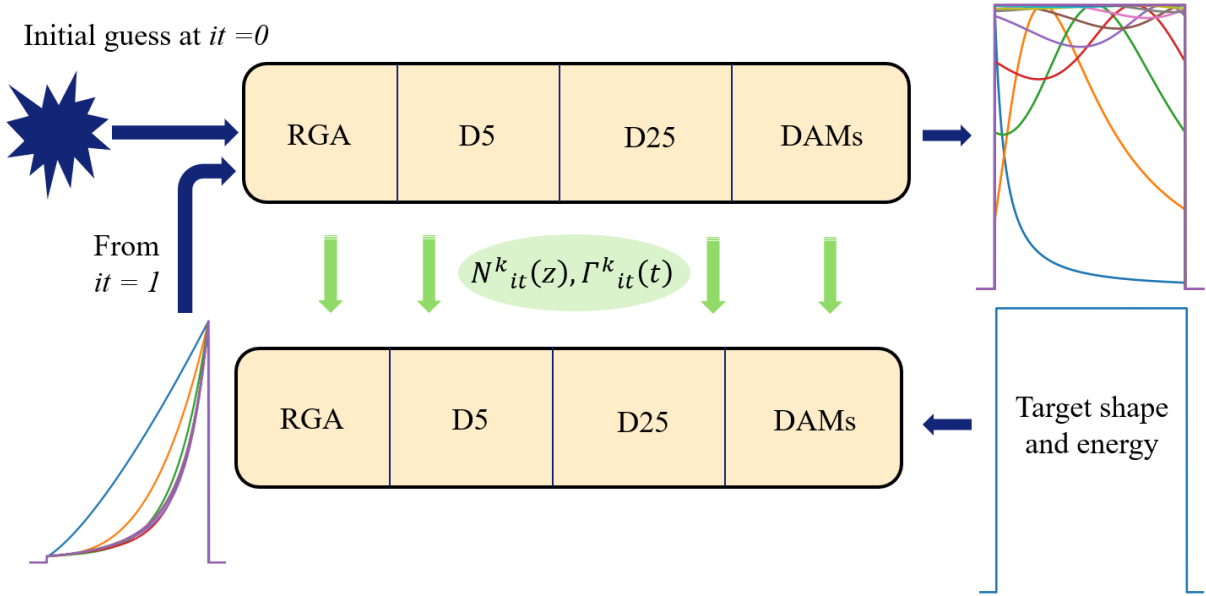 Initial guess at it =0
RGA D5 D25 DAMs
From
it = 1
N^k_it(z), Γ^k_it(t)
RGA D5 D25 DAMs
Target shape
and energy